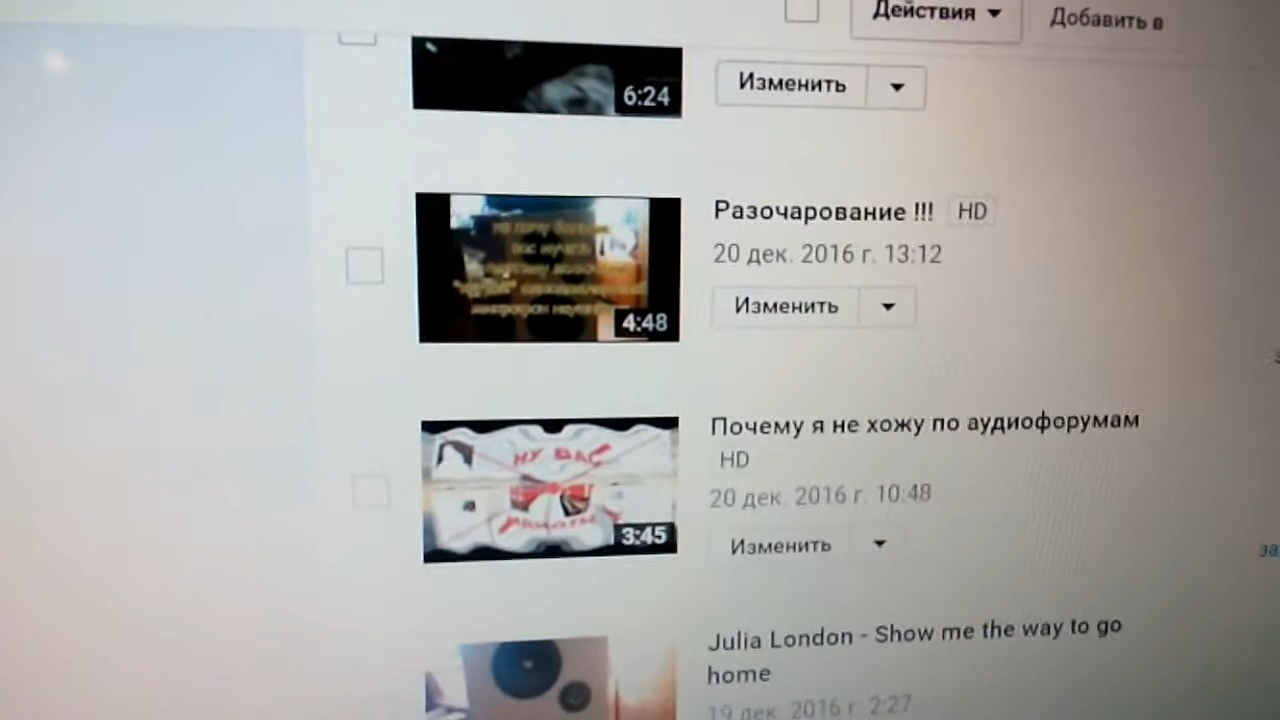 Действия
Добавить в
6:24
Изменить
Разочарование !!! HD
20 дек. 2016 г. 13:12
Изменить
4:48
Почему я не хожу по аудиофорумам
HD
НУ ВАС
20 дек. 2016 г. 10:48
3:45
Изменить
Julia London - Show me the way to go
home
19 дек. 2016 г. 2:27